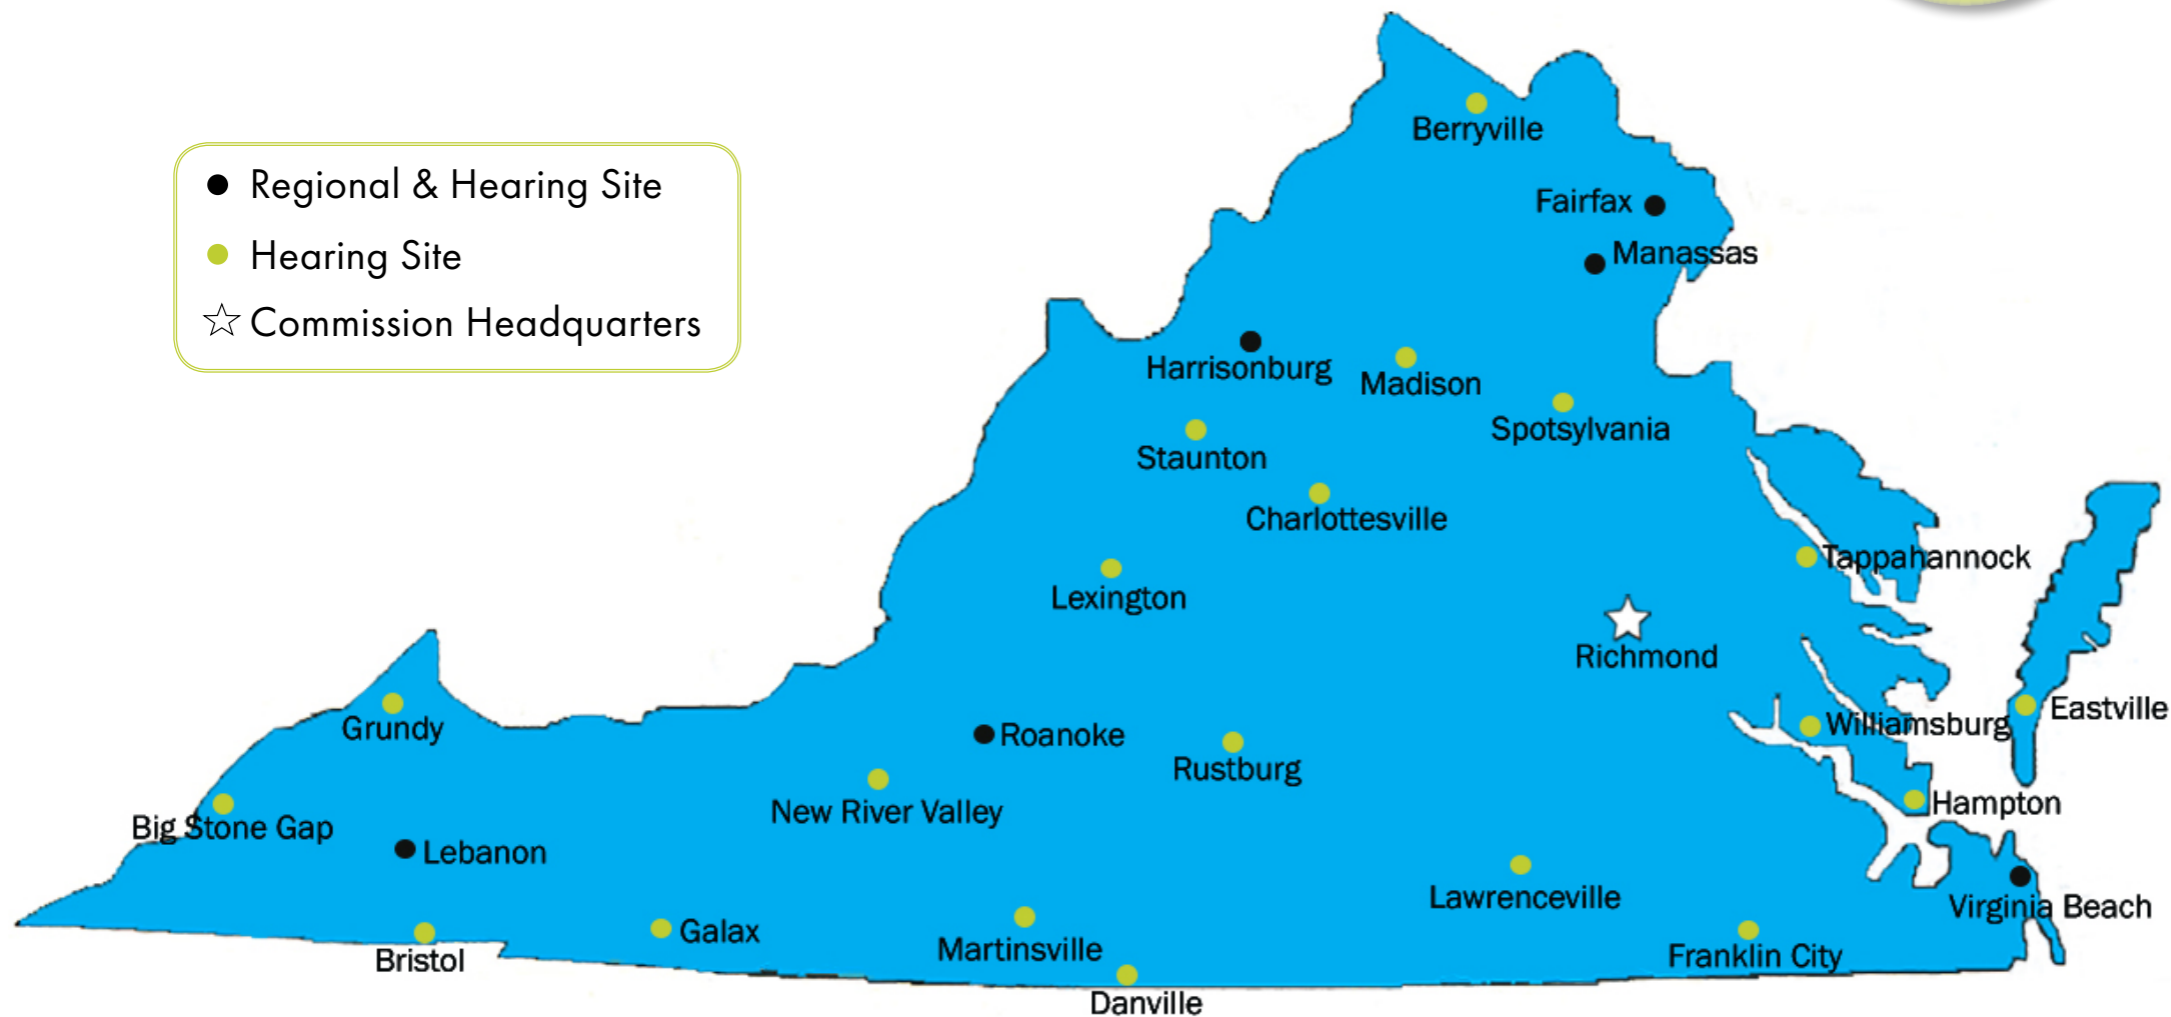 Regional & Hearing Site
Hearing Site
Commission Headquarters
Berryville
Fairfax
Manassas
Harrisonburg
Madison
Spotsylvania
Staunton
Charlottesville
Tappahannock
Lexington
Richmond
Grundy
Eastville
Williamsburg
Roanoke
Rustburg
New River Valley
Hampton
Big Stone Gap
Lebanon
Lawrenceville
Virginia Beach
Galax
Martinsville
Franklin City
Bristol
Danville